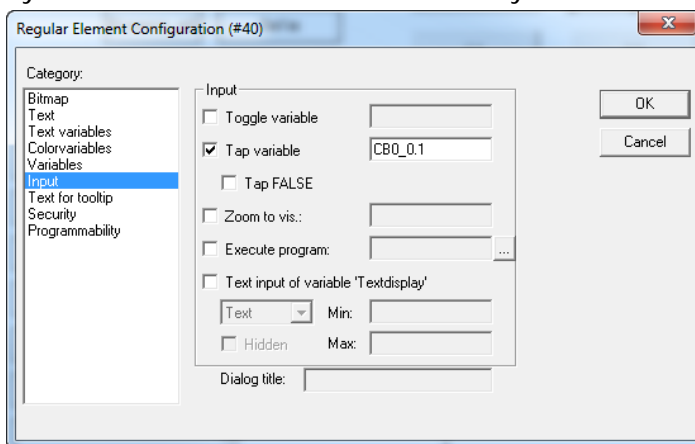 Regular Element Configuration (#40)
Category:
Bitmap
Text
Text variables
Colorvariables
Variables
Input
Text for tooltip
Security
Programmability
Input
Toggle variable
Tap variable CB0_0.1
Tap FALSE
Zoom to vis.:
Execute program: ...
Text input of variable 'Textdisplay'
Text Min:
Hidden Max:
Dialog title:
OK
Cancel